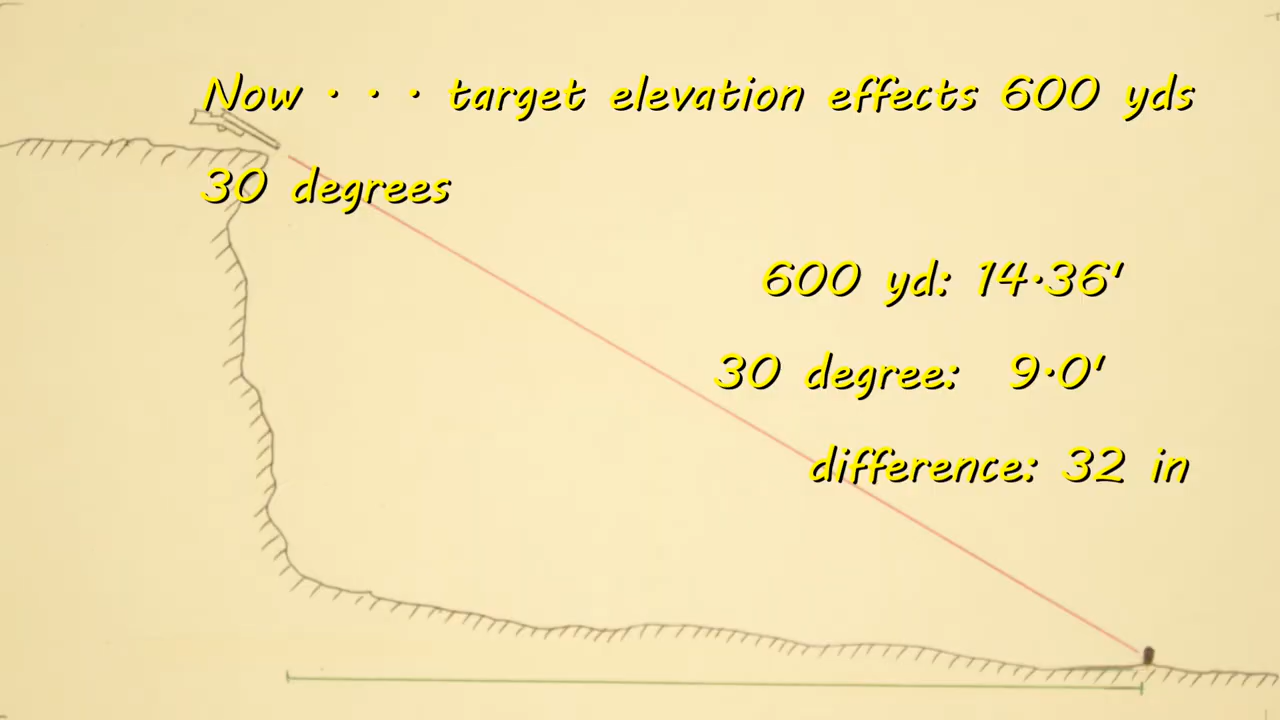 Now · · · target elevation effects 600 yds
30 degrees
600 yd: 14·36'
30 degree: 9·0'
difference: 32 in